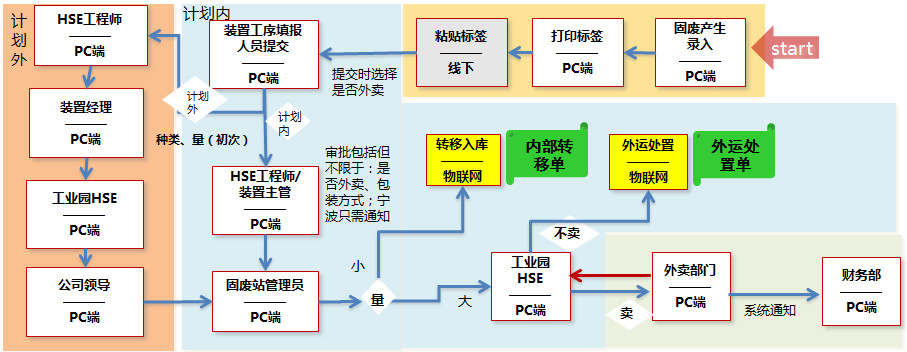 计划外
HSE工程师
PC端
装置经理
PC端
工业园HSE
PC端
公司领导
PC端
计划内
装置工序填报
人员提交
PC端
提交时选择
是否外卖
计划
外
计划
内
种类、量（初次）
HSE工程师/
装置主管
PC端
审批包括但
不限于：是
否外卖、包
装方式；宁
波只需通知
固废站管理员
PC端
量
小
大
粘贴标签
线下
打印标签
PC端
固废产生
录入
PC端
start
转移入库
物联网
内部转
移单
外运处置
物联网
外运处
置单
不卖
工业园
HSE
PC端
卖
外卖部门
PC端
系统通知
财务部
PC端